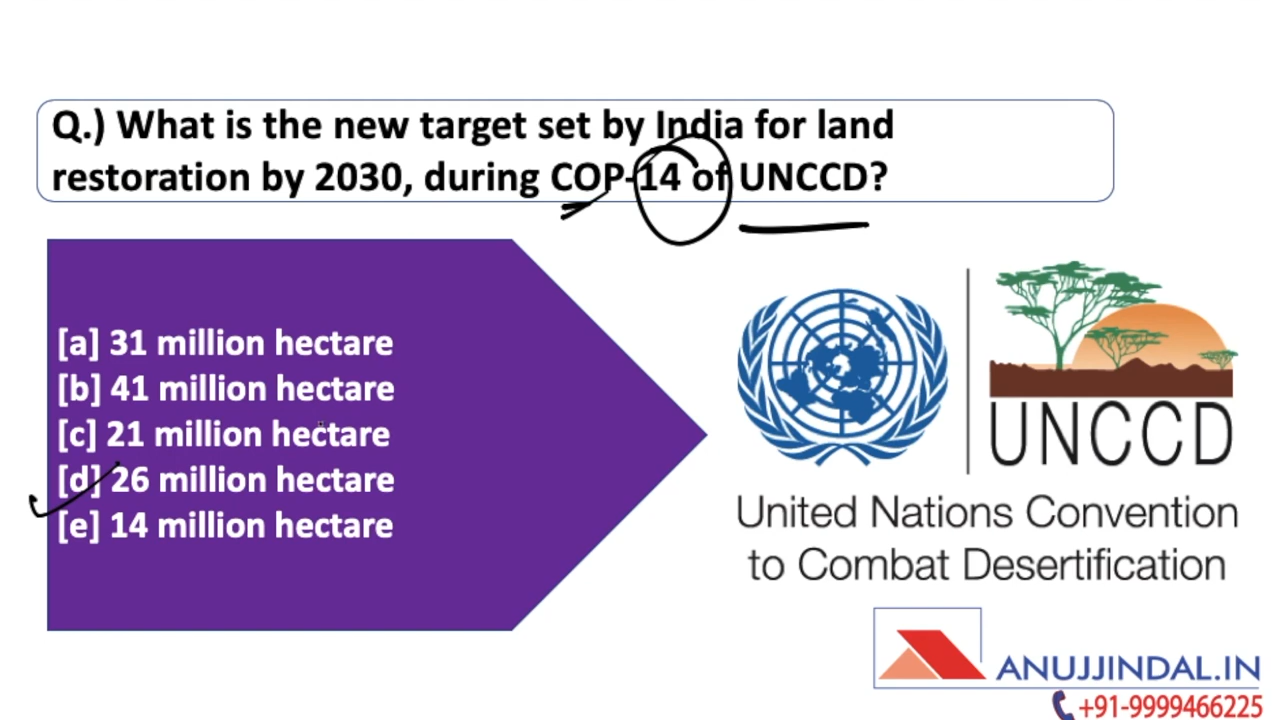 Q.) What is the new target set by India for land
restoration by 2030, during COP-14 of UNCCD?
[a] 31 million hectare
[b] 41 million hectare
[c] 21 million hectare
[d] 26 million hectare
[e] 14 million hectare
UNCCD
United Nations Convention
to Combat Desertification
ANUJJINDAL.IN
+91-9999466225